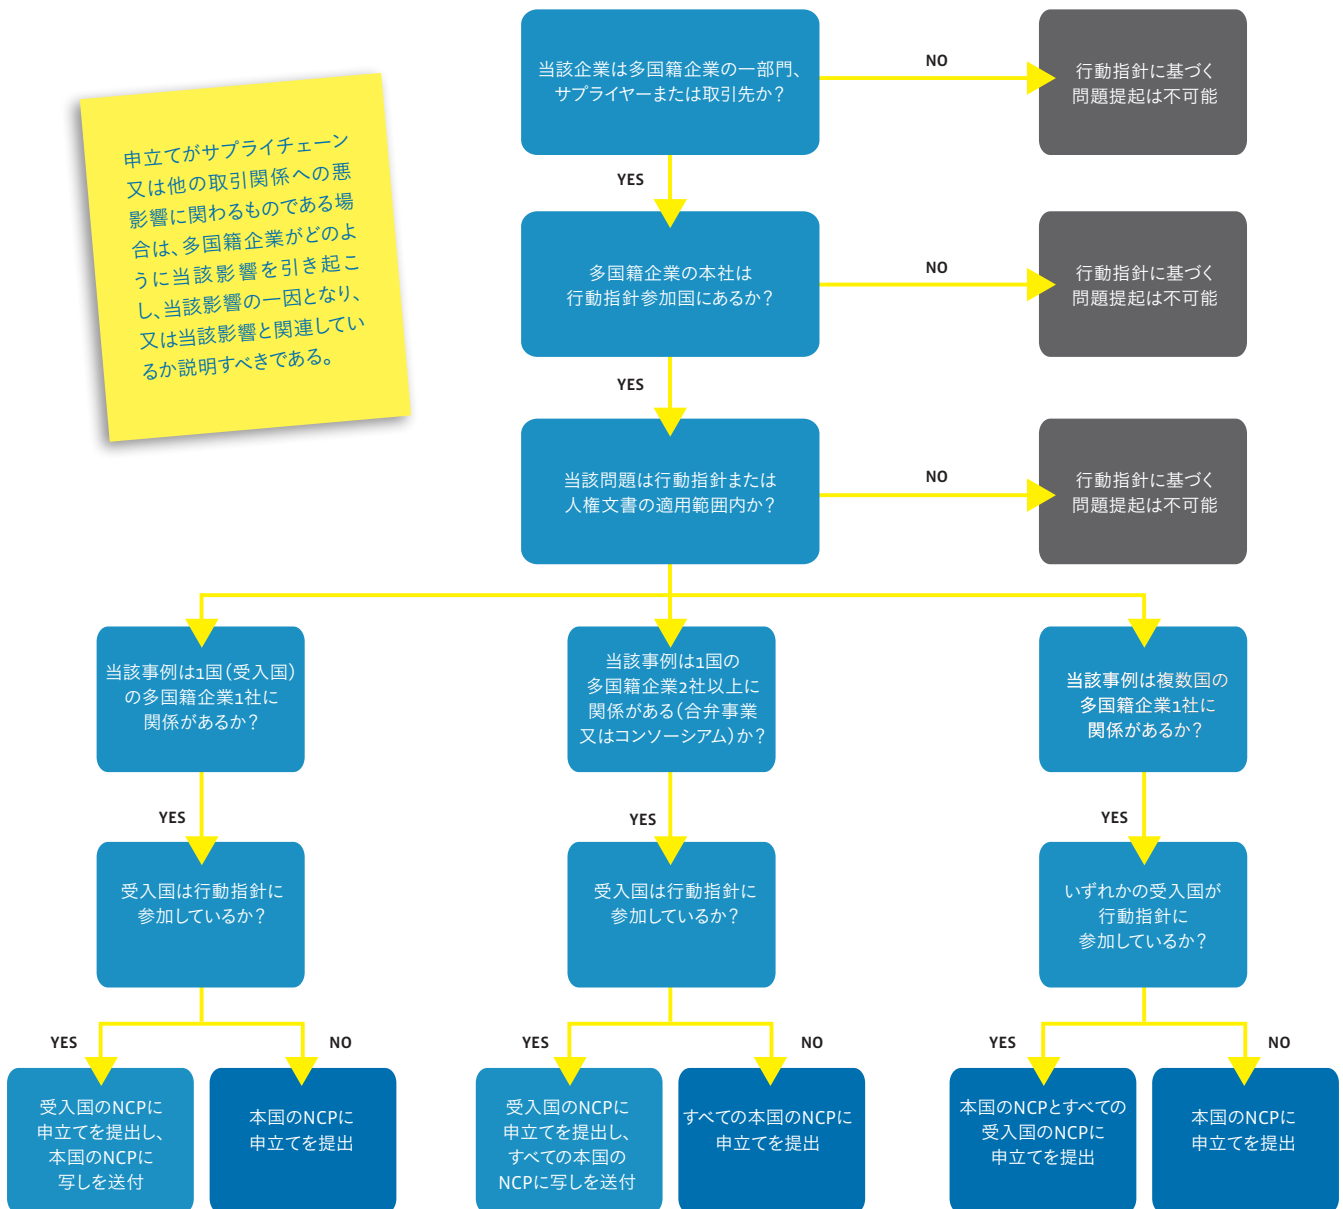 当該企業は多国籍企業の一部門、
サプライヤーまたは取引先か？
NO
行動指針に基づく
問題提起は不可能
申立てがサプライチェーン
又は他の取引関係への悪
影響に関わるものである場
合は、多国籍企業がどのよ
うに当該影響を引き起こ
し、当該影響の一因となり、
又は当該影響と関連してい
るか説明すべきである。
YES
多国籍企業の本社は
行動指針参加国にあるか？
NO
行動指針に基づく
問題提起は不可能
YES
当該問題は行動指針または
人権文書の適用範囲内か？
NO
行動指針に基づく
問題提起は不可能
当該事例は1国（受入国）
の多国籍企業1社に
関係があるか？
当該事例は1国の
多国籍企業2社以上に
関係がある（合弁事業
又はコンソーシアム）か？
当該事例は複数国の
多国籍企業1社に
関係があるか？
YES
YES
YES
受入国は行動指針に
参加しているか？
受入国は行動指針に
参加しているか？
いずれかの受入国が
行動指針に
参加しているか？
YES
NO
YES
NO
YES
NO
受入国のNCPに
申立てを提出し、
本国のNCPに
写しを送付
本国のNCPに
申立てを提出
受入国のNCPに
申立てを提出し、
すべての本国の
NCPに写しを送付
すべての本国のNCPに
申立てを提出
本国のNCPとすべての
受入国のNCPに
申立てを提出
本国のNCPに
申立てを提出